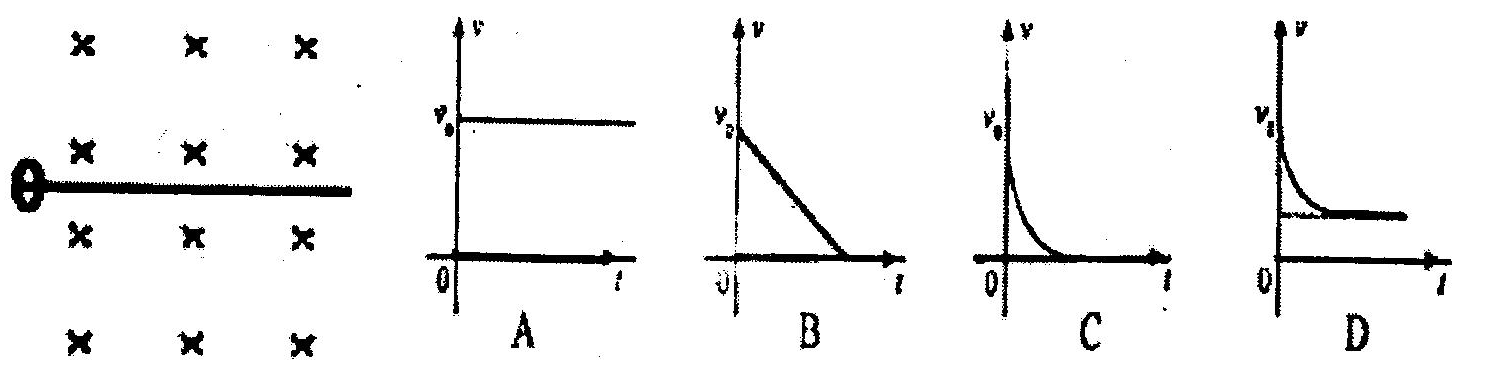 × × ×
× × ×
× × ×
× × ×
v
v₀
0
t
A
v
v₀
0
t
B
v
v₀
0
t
C
v
v₀
0
t
D